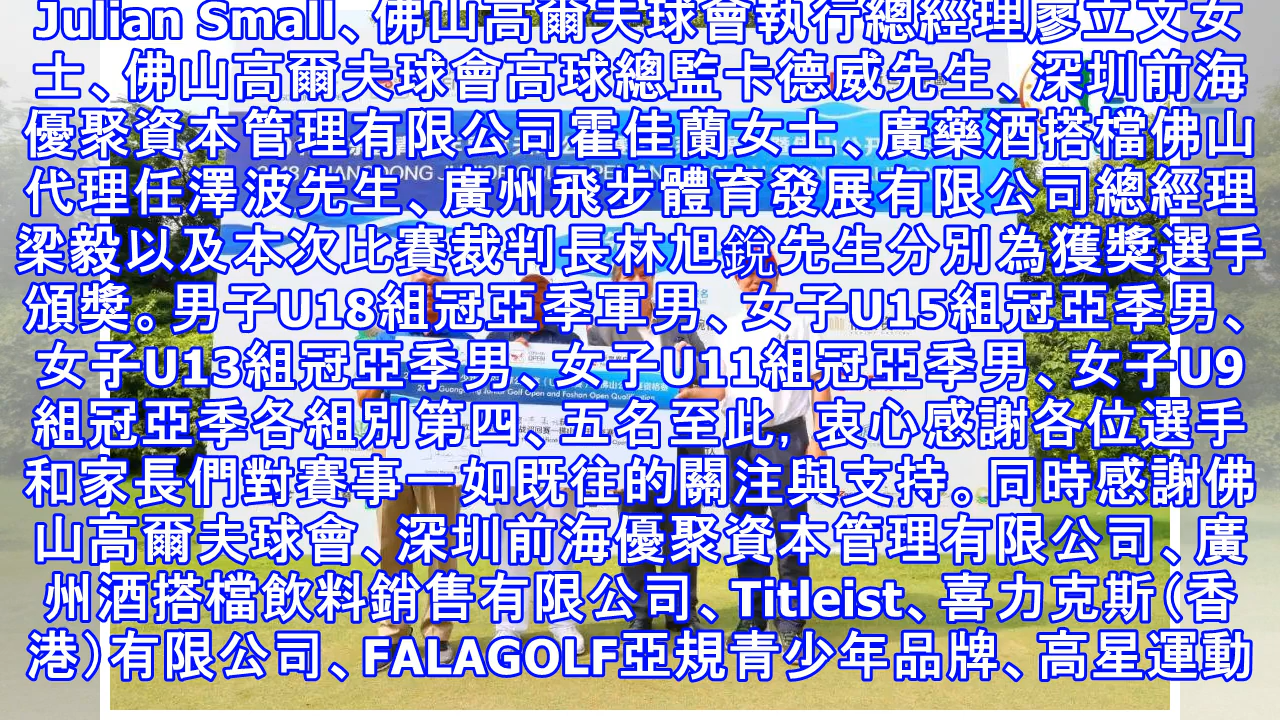 Julian Small、佛山高爾夫球會執行總經理廖立文女
士、佛山高爾夫球會高球總監卡德威先生、深圳前海
優聚資本管理有限公司霍佳蘭女士、廣藥酒搭檔佛山
代理任澤波先生、廣州飛步體育發展有限公司總經理
梁毅以及本次比賽裁判長林旭銳先生分別為獲獎選手
頒獎。男子U18組冠亞季軍男、女子U15組冠亞季男、
女子U13組冠亞季男、女子U11組冠亞季男、女子U9
組冠亞季各組別第四、五名至此，衷心感謝各位選手
和家長們對賽事一如既往的關注與支持。同時感謝佛
山高爾夫球會、深圳前海優聚資本管理有限公司、廣
州酒搭檔飲料銷售有限公司、Titleist、喜力克斯（香
港）有限公司、FALAGOLF亞規青少年品牌、高星運動